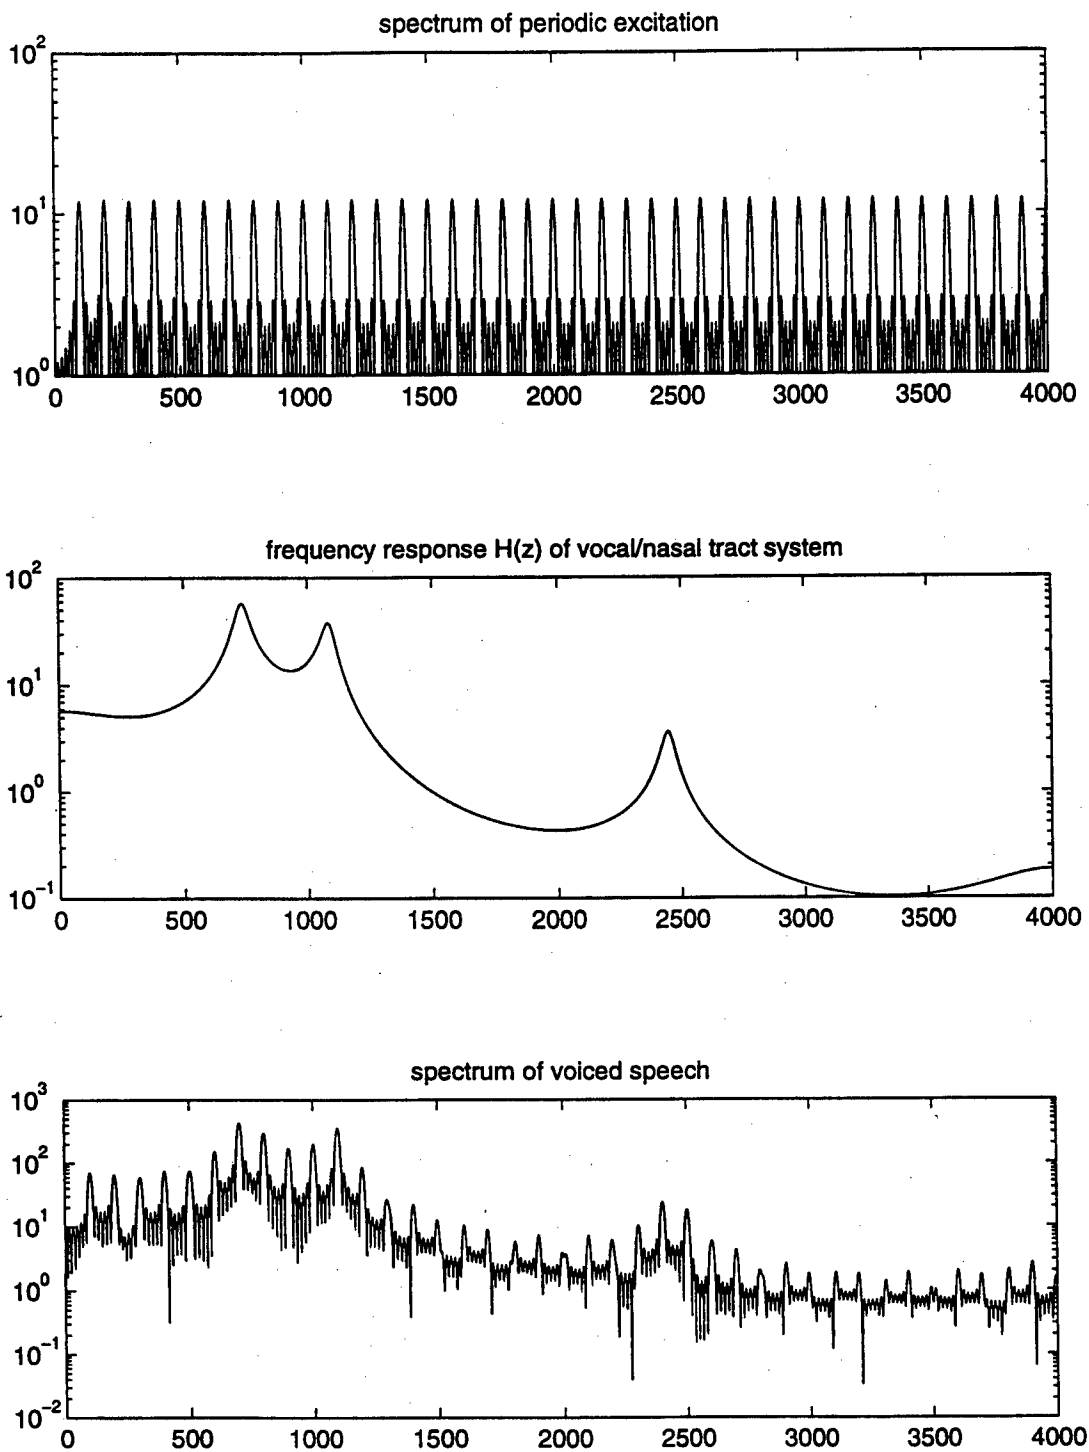 spectrum of periodic excitation
10^2
10^1
10^0
0 500 1000 1500 2000 2500 3000 3500 4000
frequency response H(z) of vocal/nasal tract system
10^2
10^1
10^0
10^-1
0 500 1000 1500 2000 2500 3000 3500 4000
spectrum of voiced speech
10^3
10^2
10^1
10^0
10^-1
10^-2
0 500 1000 1500 2000 2500 3000 3500 4000